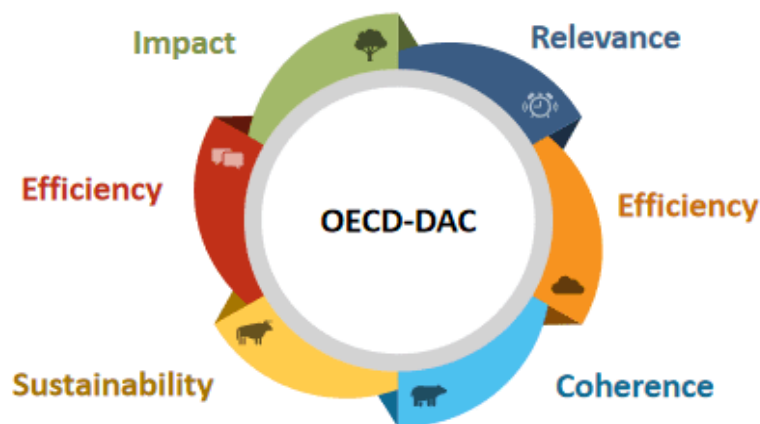 Impact
Relevance
Efficiency
Efficiency
OECD-DAC
Sustainability
Coherence